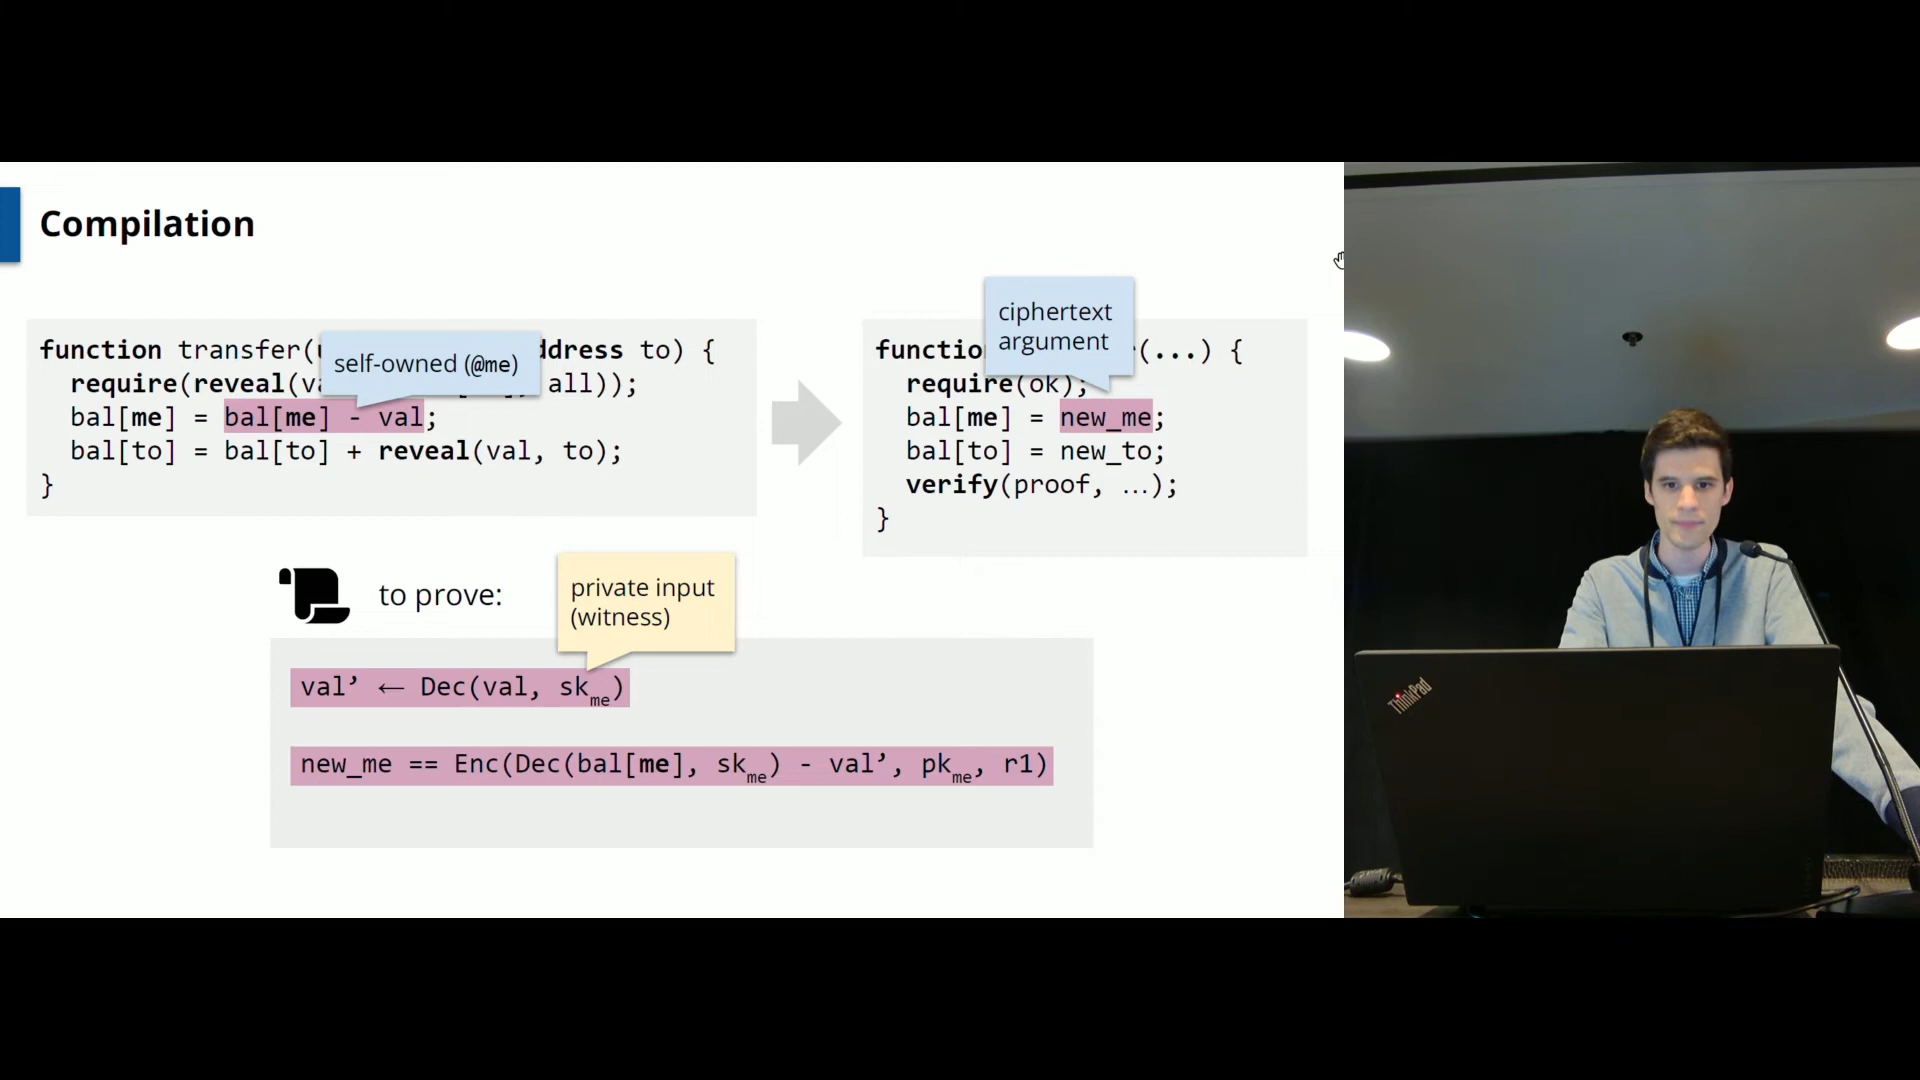 Compilation
function transfer( ddress to) {
require(reveal( all));
bal[me] = bal[me] - val;
bal[to] = bal[to] + reveal(val, to);
}
self-owned (@me)
(...) {
require(ok);
bal[me] = new_me;
bal[to] = new_to;
verify(proof, ...);
}
ciphertext
argument
to prove:
private input
(witness)
val’ ← Dec(val, skme)
new_me == Enc(Dec(bal[me], skme) - val’, pkme, r1)
ThinkPad